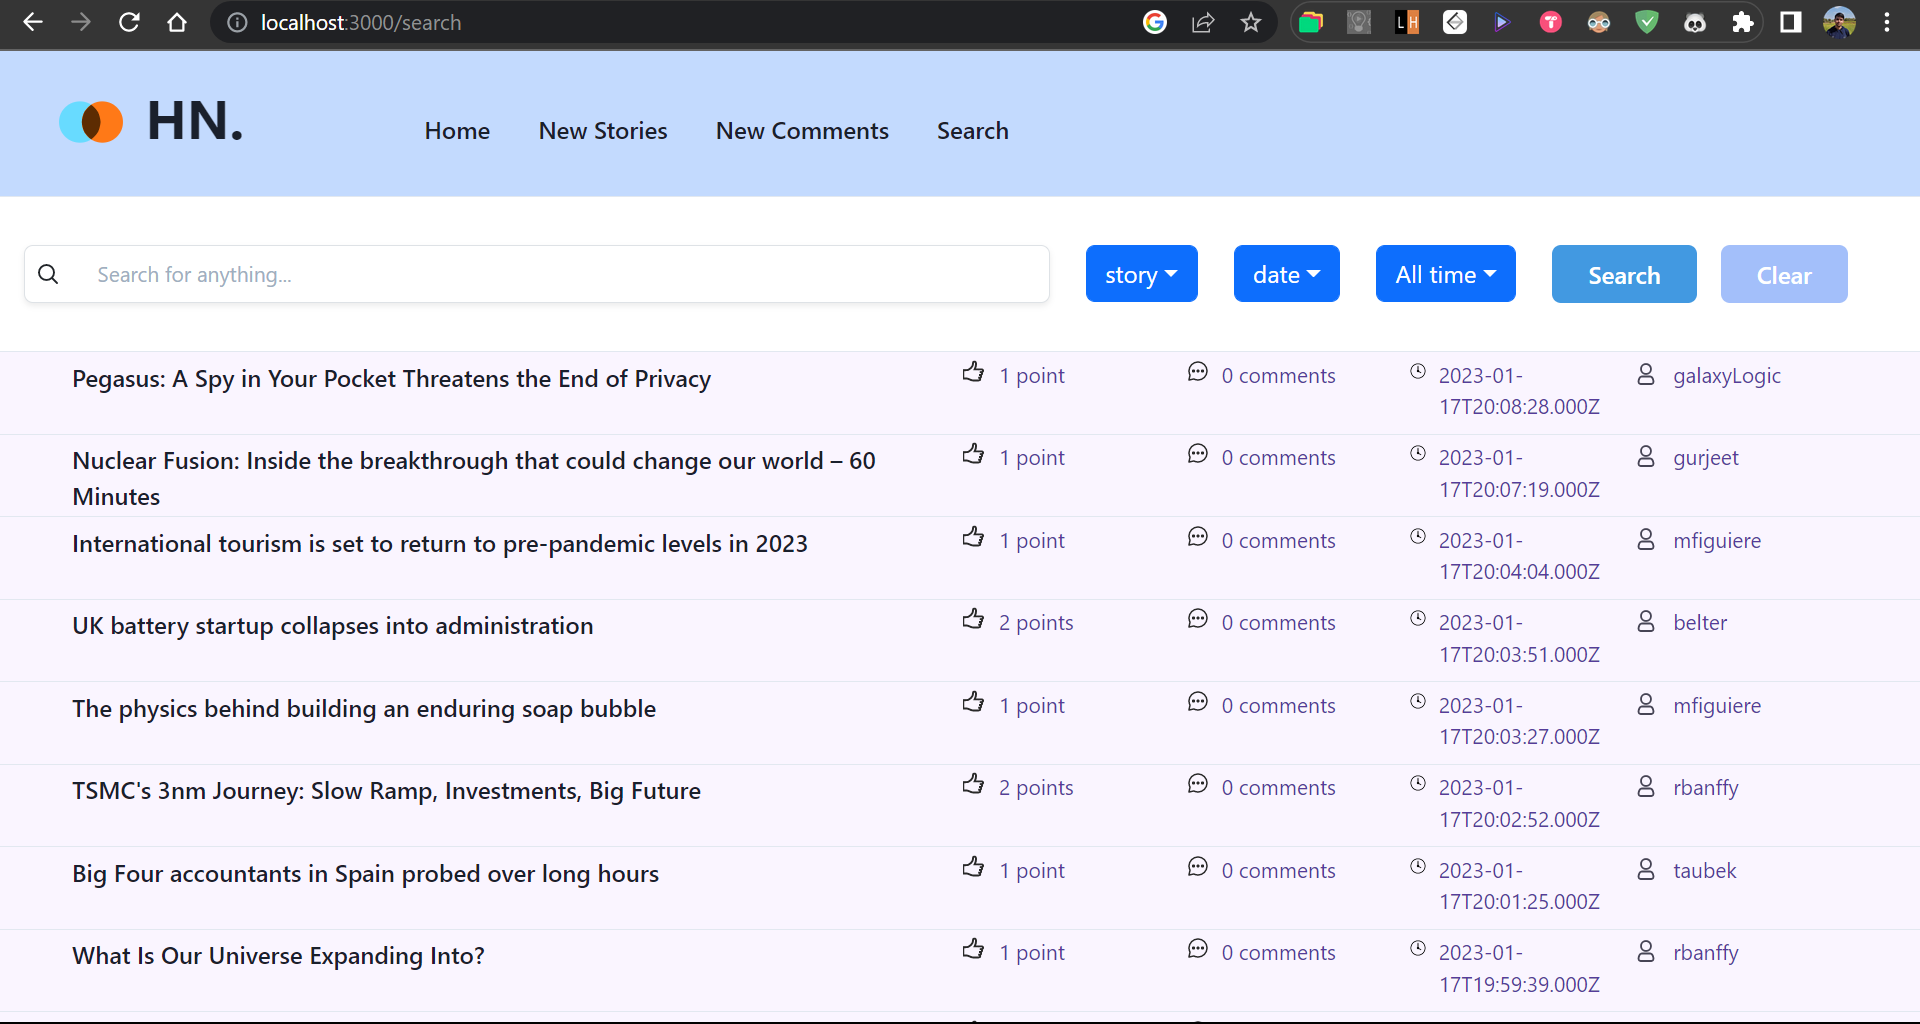 localhost:3000/search
HN.
Home New Stories New Comments Search
Search for anything... story date All time Search Clear
Pegasus: A Spy in Your Pocket Threatens the End of Privacy 1 point 0 comments 2023-01-17T20:08:28.000Z galaxyLogic
Nuclear Fusion: Inside the breakthrough that could change our world – 60 Minutes 1 point 0 comments 2023-01-17T20:07:19.000Z gurjeet
International tourism is set to return to pre-pandemic levels in 2023 1 point 0 comments 2023-01-17T20:04:04.000Z mfiguiere
UK battery startup collapses into administration 2 points 0 comments 2023-01-17T20:03:51.000Z belter
The physics behind building an enduring soap bubble 1 point 0 comments 2023-01-17T20:03:27.000Z mfiguiere
TSMC's 3nm Journey: Slow Ramp, Investments, Big Future 2 points 0 comments 2023-01-17T20:02:52.000Z rbanffy
Big Four accountants in Spain probed over long hours 1 point 0 comments 2023-01-17T20:01:25.000Z taubek
What Is Our Universe Expanding Into? 1 point 0 comments 2023-01-17T19:59:39.000Z rbanffy